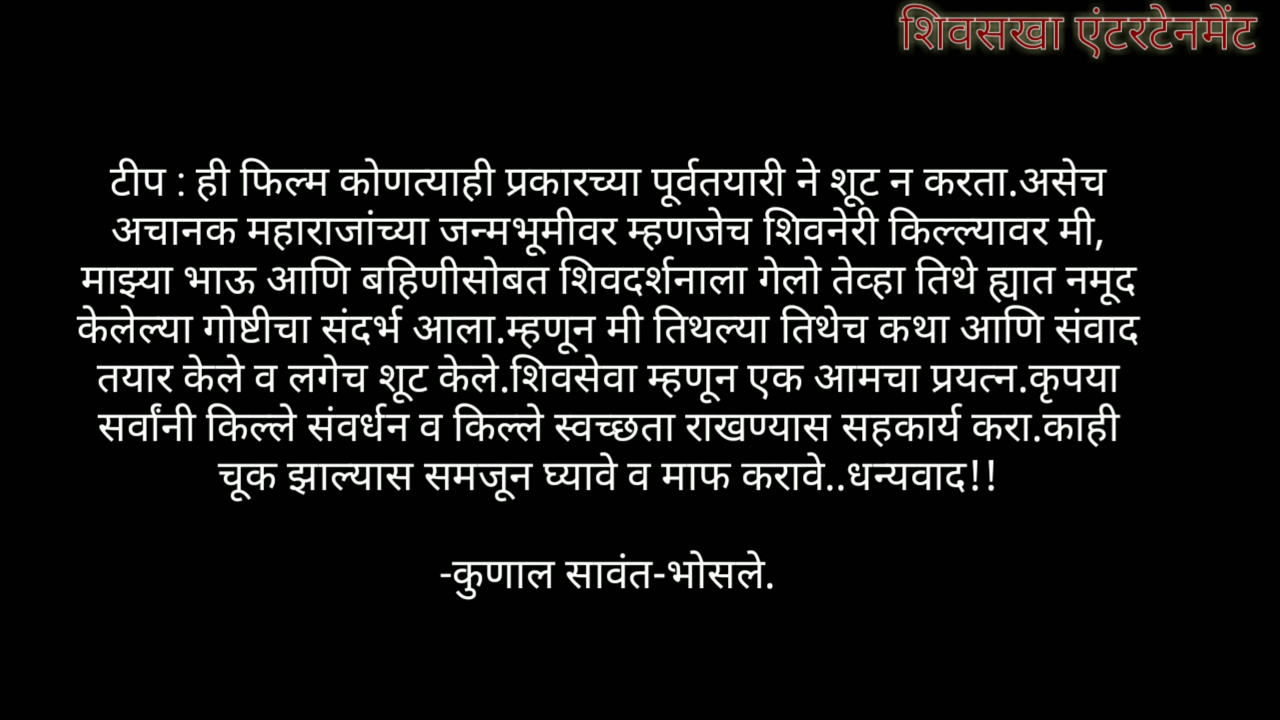 शिवसखा एंटरटेनमेंट
टीप : ही फिल्म कोणत्याही प्रकारच्या पूर्वतयारी ने शूट न करता.असेच
अचानक महाराजांच्या जन्मभूमीवर म्हणजेच शिवनेरी किल्ल्यावर मी,
माझ्या भाऊ आणि बहिणीसोबत शिवदर्शनाला गेलो तेव्हा तिथे ह्यात नमूद
केलेल्या गोष्टीचा संदर्भ आला.म्हणून मी तिथल्या तिथेच कथा आणि संवाद
तयार केले व लगेच शूट केले.शिवसेवा म्हणून एक आमचा प्रयत्न.कृपया
सर्वांनी किल्ले संवर्धन व किल्ले स्वच्छता राखण्यास सहकार्य करा.काही
चूक झाल्यास समजून घ्यावे व माफ करावे..धन्यवाद!!
-कुणाल सावंत-भोसले.